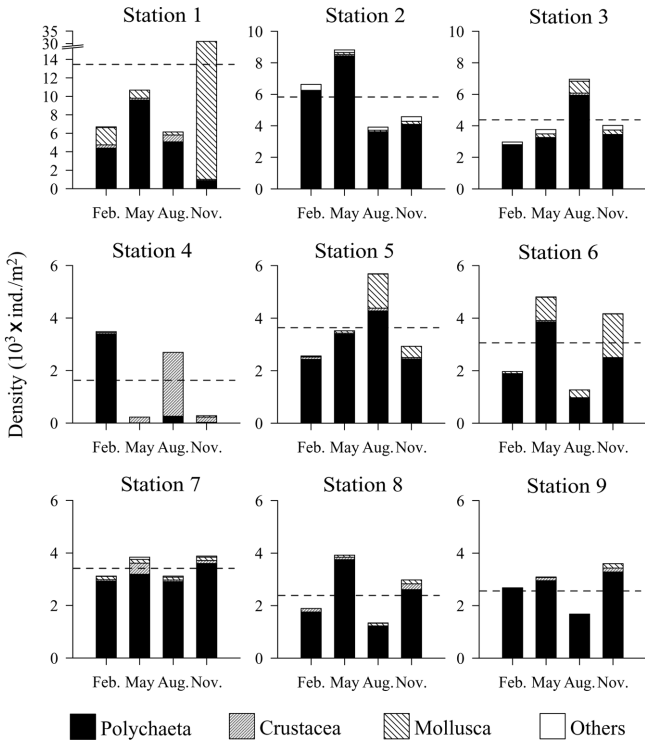 Station 1
Station 2
Station 3
35
30
14
12
10
8
6
4
2
0
10
8
6
4
2
0
10
8
6
4
2
0
Feb. May Aug. Nov.
Feb. May Aug. Nov.
Feb. May Aug. Nov.
Density (10³ x ind./m²)
Station 4
Station 5
Station 6
6
4
2
0
6
4
2
0
6
4
2
0
Feb. May Aug. Nov.
Feb. May Aug. Nov.
Feb. May Aug. Nov.
Station 7
Station 8
Station 9
6
4
2
0
6
4
2
0
6
4
2
0
Feb. May Aug. Nov.
Feb. May Aug. Nov.
Feb. May Aug. Nov.
Polychaeta Crustacea Mollusca Others